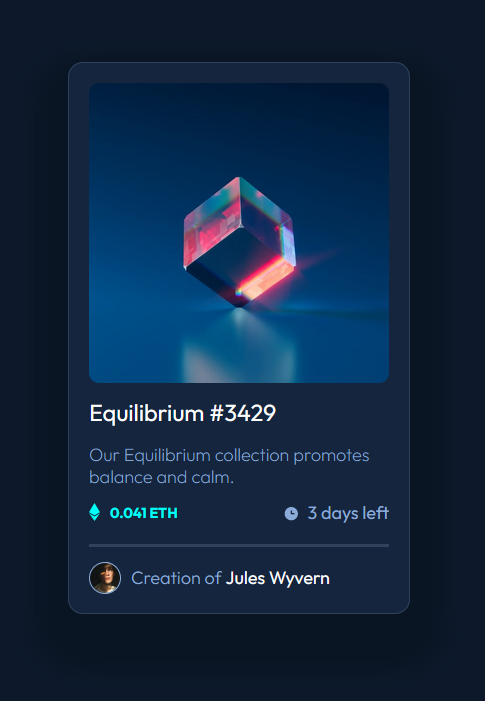 Equilibrium #3429
Our Equilibrium collection promotes
balance and calm.
0.041 ETH
3 days left
Creation of Jules Wyvern